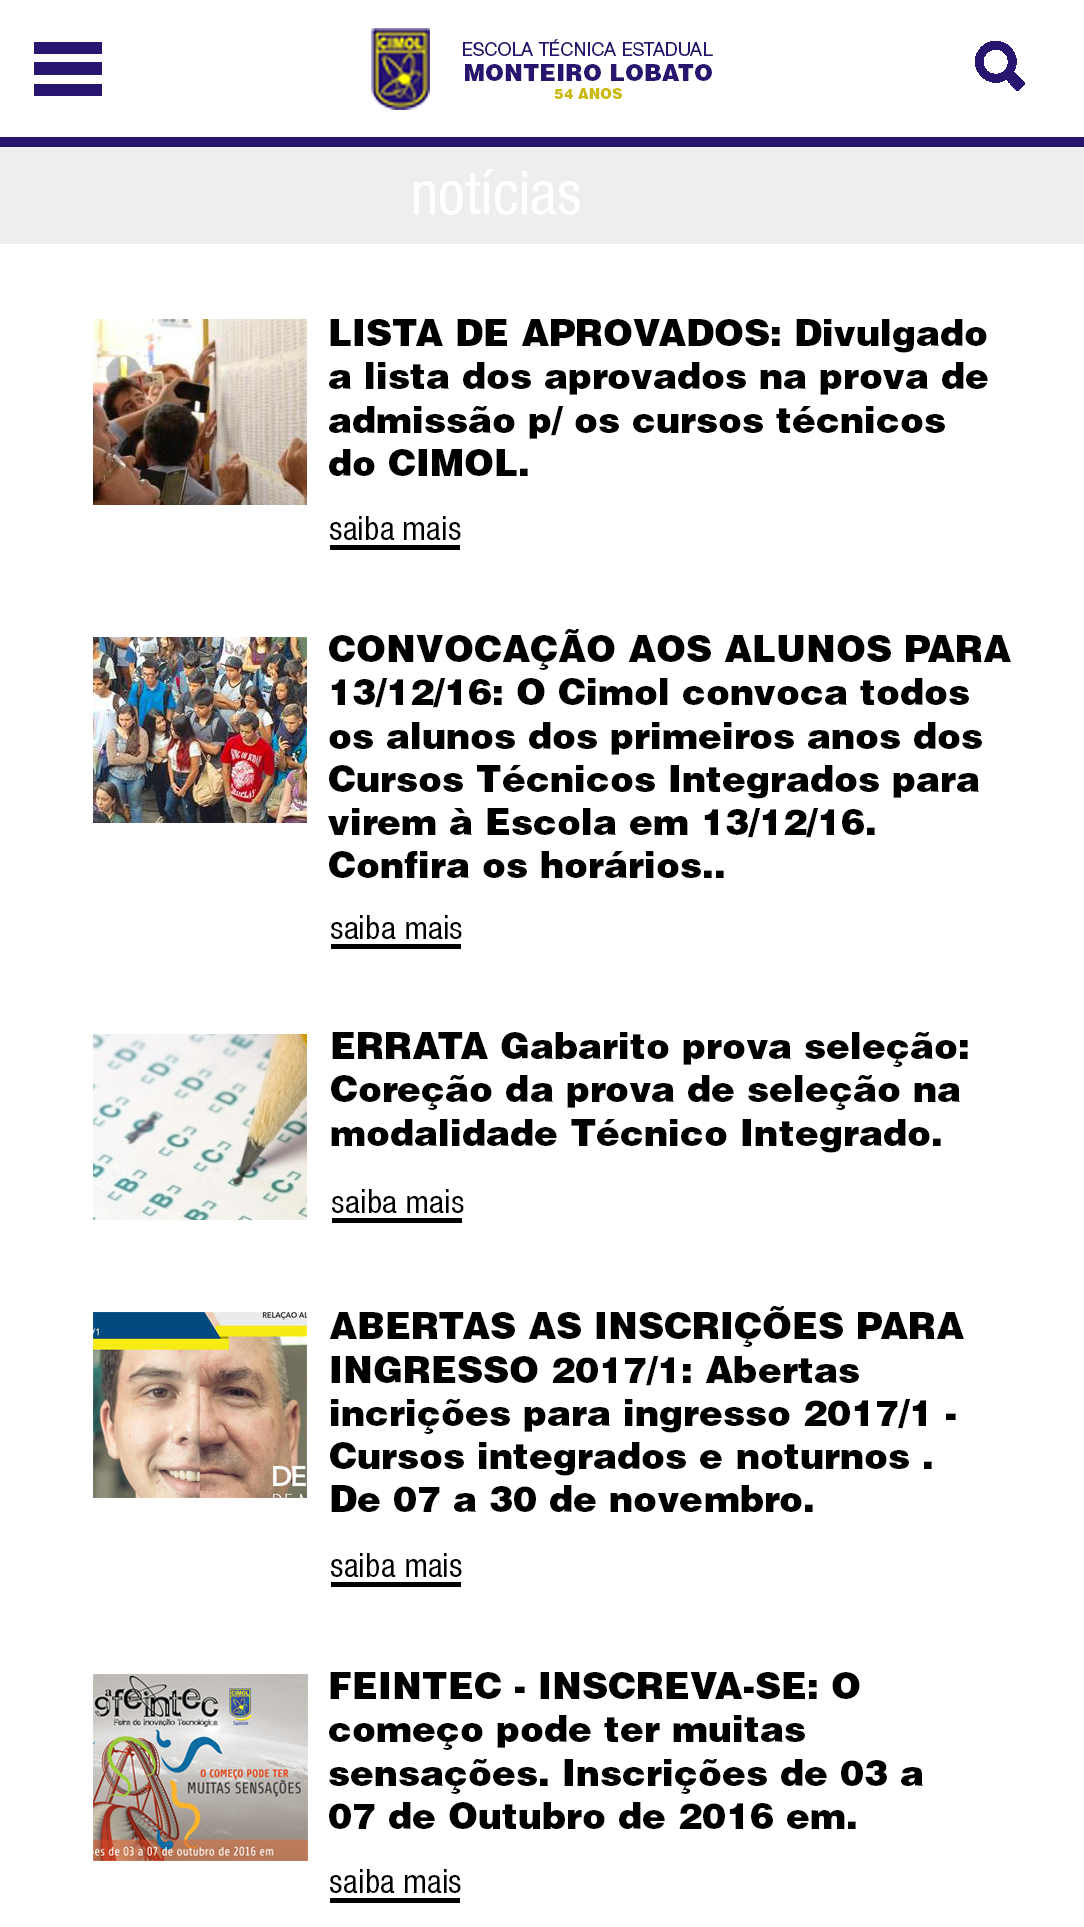 CIMOL
ESCOLA TÉCNICA ESTADUAL
MONTEIRO LOBATO
54 ANOS
notícias
LISTA DE APROVADOS: Divulgado
a lista dos aprovados na prova de
admissão p/ os cursos técnicos
do CIMOL.
saiba mais
CONVOCAÇÃO AOS ALUNOS PARA
13/12/16: O Cimol convoca todos
os alunos dos primeiros anos dos
Cursos Técnicos Integrados para
virem à Escola em 13/12/16.
Confira os horários..
saiba mais
ERRATA Gabarito prova seleção:
Coreção da prova de seleção na
modalidade Técnico Integrado.
saiba mais
RELAÇAO AL
/1
DE
ABERTAS AS INSCRIÇÕES PARA
INGRESSO 2017/1: Abertas
incrições para ingresso 2017/1 -
Cursos integrados e noturnos .
De 07 a 30 de novembro.
saiba mais
9ªfeintec
Feira de Inovação Tecnológica
CIMOL
O COMEÇO PODE TER
MUITAS SENSAÇÕES
es de 03 a 07 de outubro de 2016 em
FEINTEC - INSCREVA-SE: O
começo pode ter muitas
sensações. Inscrições de 03 a
07 de Outubro de 2016 em.
saiba mais